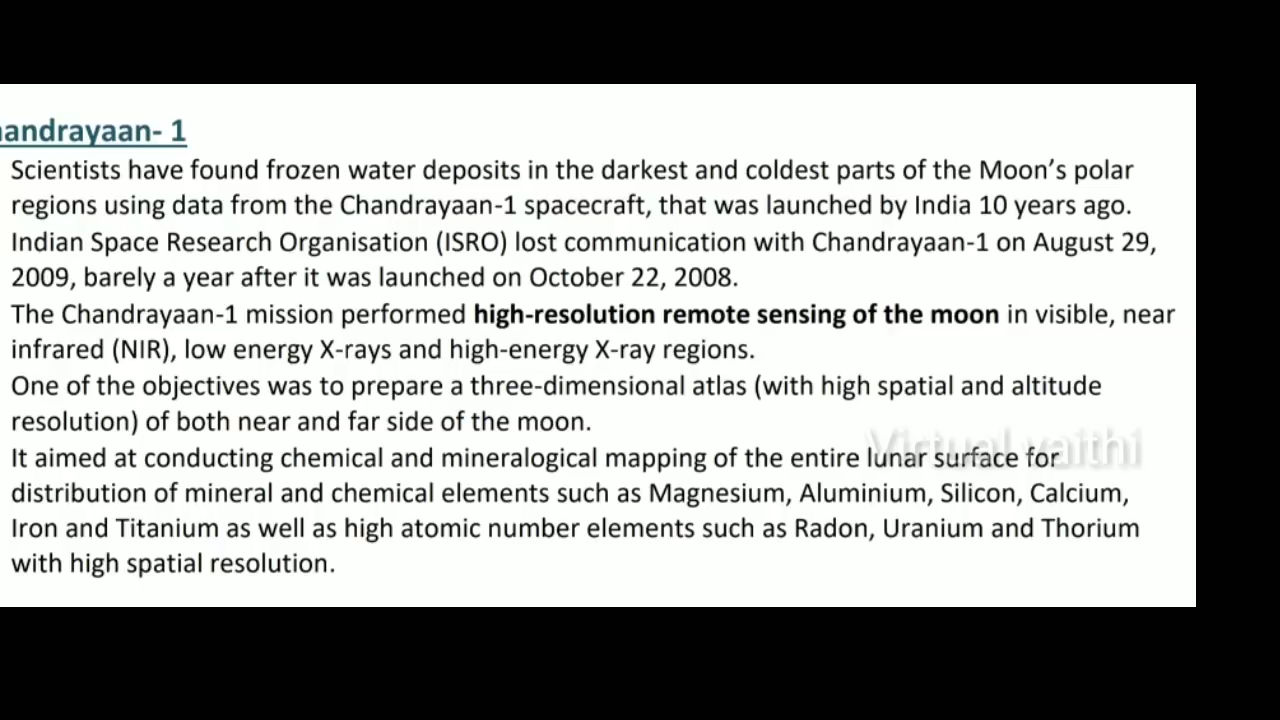 handrayaan- 1
Scientists have found frozen water deposits in the darkest and coldest parts of the Moon's polar
regions using data from the Chandrayaan-1 spacecraft, that was launched by India 10 years ago.
Indian Space Research Organisation (ISRO) lost communication with Chandrayaan-1 on August 29,
2009, barely a year after it was launched on October 22, 2008.
The Chandrayaan-1 mission performed high-resolution remote sensing of the moon in visible, near
infrared (NIR), low energy X-rays and high-energy X-ray regions.
One of the objectives was to prepare a three-dimensional atlas (with high spatial and altitude
resolution) of both near and far side of the moon.
Virtual vaithi
It aimed at conducting chemical and mineralogical mapping of the entire lunar surface for
distribution of mineral and chemical elements such as Magnesium, Aluminium, Silicon, Calcium,
Iron and Titanium as well as high atomic number elements such as Radon, Uranium and Thorium
with high spatial resolution.